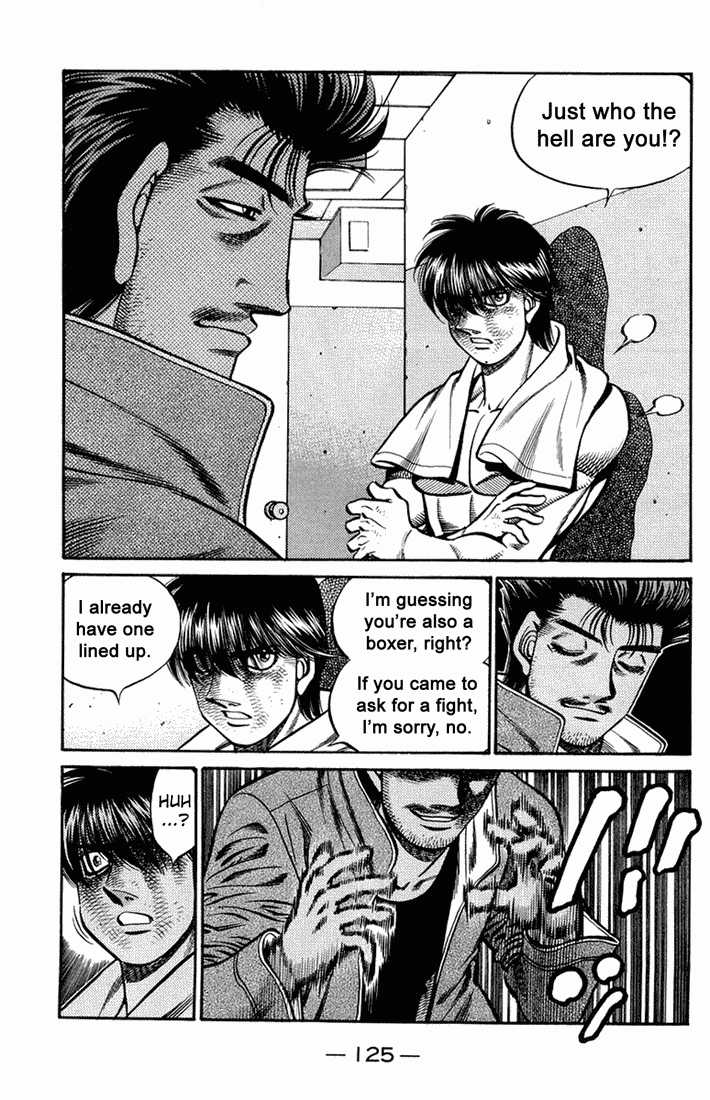 Just who the
hell are you!?
I'm guessing
you're also a
boxer, right?
If you came to
ask for a fight,
I'm sorry, no.
I already
have one
lined up.
HUH
...?
— 125 —